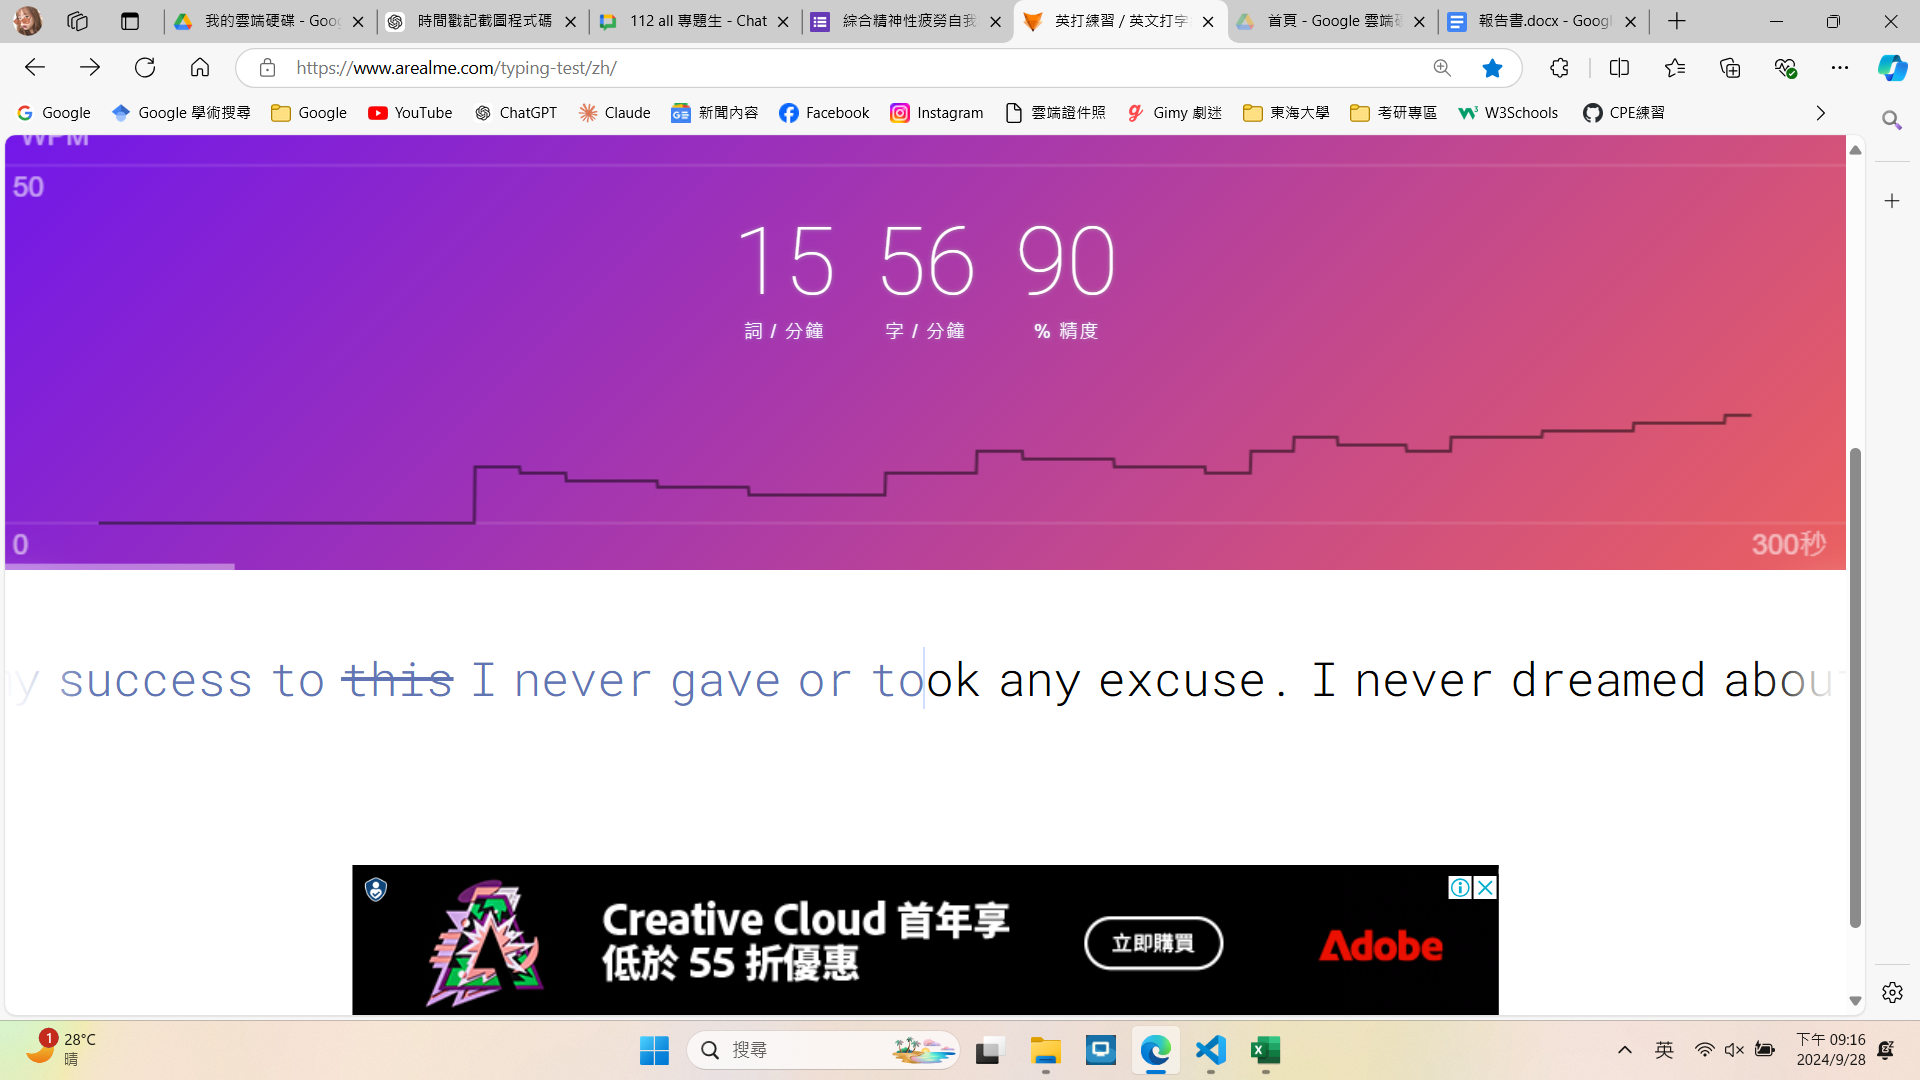 我的雲端硬碟 - Goog
時間戳記截圖程式碼
112 all 專題生 - Chat
綜合精神性疲勞自我
英打練習 / 英文打字
首頁 - Google 雲端硬
報告書.docx - Googl
https://www.arealme.com/typing-test/zh/
Google
Google 學術搜尋
Google
YouTube
ChatGPT
Claude
新聞內容
Facebook
Instagram
雲端證件照
Gimy 劇迷
東海大學
考研專區
W3Schools
CPE練習
WPM
50
15 56 90
詞 / 分鐘 字 / 分鐘 % 精度
0
300秒
my success to this I never gave or took any excuse. I never dreamed abou
Creative Cloud 首年享
低於 55 折優惠
立即購買
Adobe
1
28°C
晴
搜尋
英
下午 09:16
2024/9/28